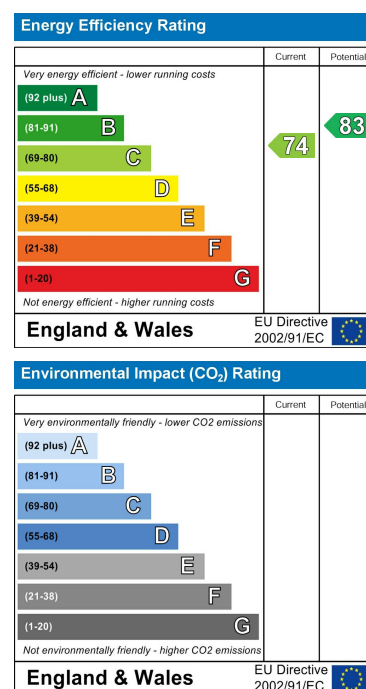 Energy Efficiency Rating
Current Potential
Very energy efficient - lower running costs
(92 plus) A
(81-91) B
(69-80) C
(55-68) D
(39-54) E
(21-38) F
(1-20) G
74
83
Not energy efficient - higher running costs
England & Wales
EU Directive
2002/91/EC
Environmental Impact (CO₂) Rating
Current Potential
Very environmentally friendly - lower CO2 emissions
(92 plus) A
(81-91) B
(69-80) C
(55-68) D
(39-54) E
(21-38) F
(1-20) G
Not environmentally friendly - higher CO2 emissions
England & Wales
EU Directive
2002/91/EC